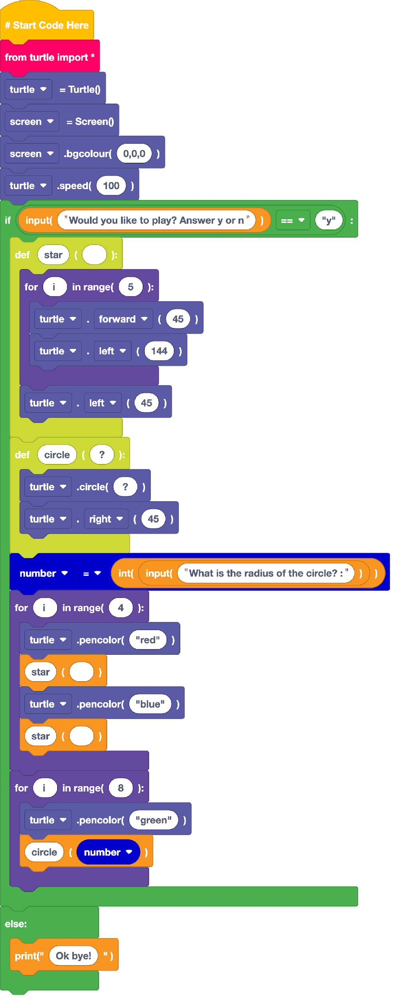 # Start Code Here
from turtle import *
turtle = Turtle()
screen = Screen()
screen .bgcolour( 0,0,0 )
turtle .speed( 100 )
if input( "Would you like to play? Answer y or n" ) == "y" :
def star ( ):
for i in range( 5 ):
turtle . forward ( 45 )
turtle . left ( 144 )
turtle . left ( 45 )
def circle ( ? ):
turtle .circle( ? )
turtle . right ( 45 )
number = int( input( "What is the radius of the circle? :" ) )
for i in range( 4 ):
turtle .pencolor( "red" )
star ( )
turtle .pencolor( "blue" )
star ( )
for i in range( 8 ):
turtle .pencolor( "green" )
circle ( number )
else:
print(" Ok bye! " )